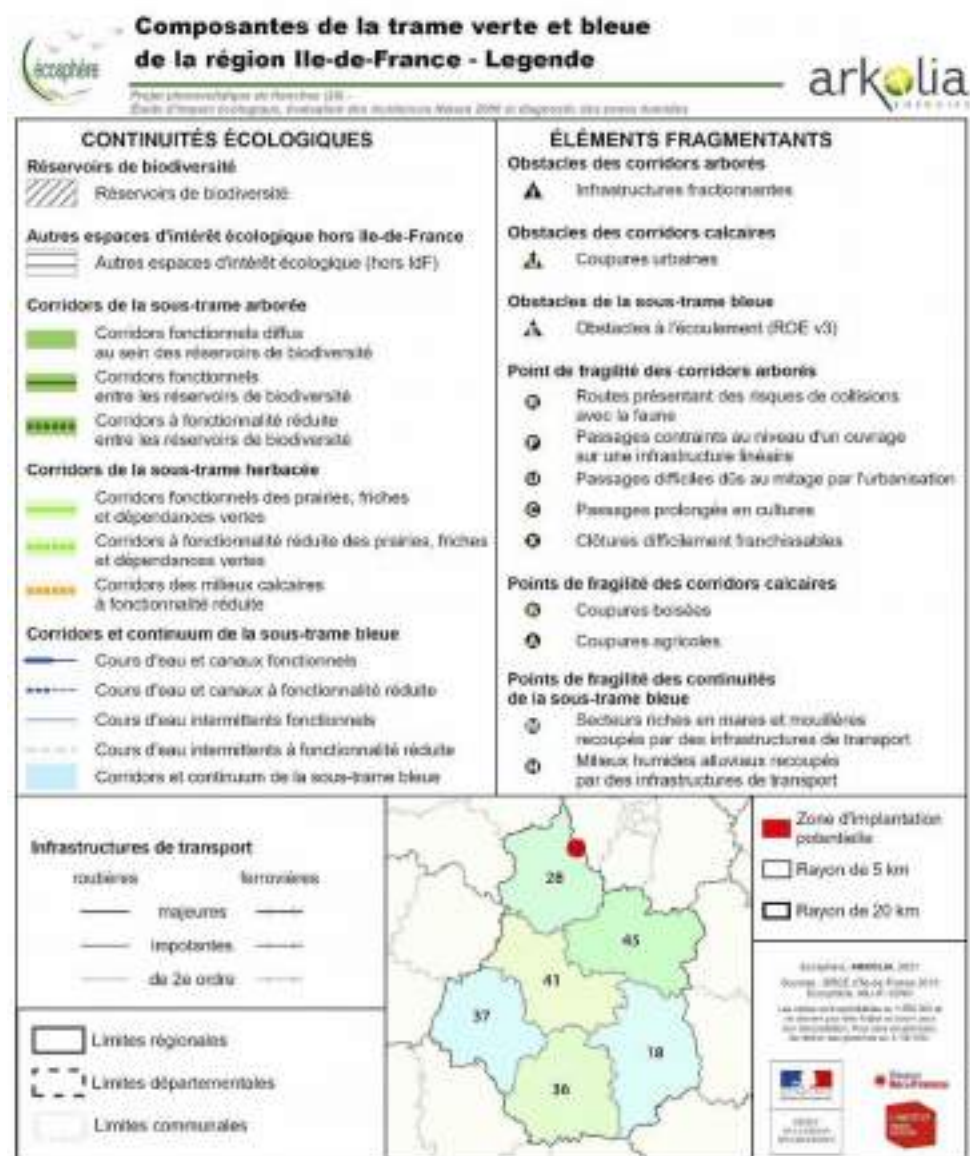 Composantes de la trame verte et bleue
de la région Ile-de-France - Legende
écosphère
arkolia
CONTINUITÉS ÉCOLOGIQUES
Réservoirs de biodiversité
Réservoirs de biodiversité
Autres espaces d'intérêt écologique hors Ile-de-France
Autres espaces d'intérêt écologique (hors IdF)
Corridors de la sous-trame arborée
Corridors fonctionnels diffus
au sein des réservoirs de biodiversité
Corridors fonctionnels
entre les réservoirs de biodiversité
Corridors à fonctionnalité réduite
entre les réservoirs de biodiversité
Corridors de la sous-trame herbacée
Corridors fonctionnels des prairies, friches
et dépendances vertes
Corridors à fonctionnalité réduite des prairies, friches
et dépendances vertes
Corridors des milieux calcaires
à fonctionnalité réduite
Corridors et continuum de la sous-trame bleue
Cours d'eau et canaux fonctionnels
Cours d'eau et canaux à fonctionnalité réduite
Cours d'eau intermittents fonctionnels
Cours d'eau intermittents à fonctionnalité réduite
Corridors et continuum de la sous-trame bleue
ÉLÉMENTS FRAGMENTANTS
Obstacles des corridors arborés
Infrastructures fractionnantes
Obstacles des corridors calcaires
Coupures urbaines
Obstacles de la sous-trame bleue
Obstacles à l'écoulement (ROE v3)
Point de fragilité des corridors arborés
Routes présentant des risques de collisions
avec la faune
Passages contraints au niveau d'un ouvrage
sur une infrastructure linéaire
Passages difficiles dûs au mitage par l'urbanisation
Passages prolongés en cultures
Clôtures difficilement franchissables
Points de fragilité des corridors calcaires
Coupures boisées
Coupures agricoles
Points de fragilité des continuités
de la sous-trame bleue
Secteurs riches en mares et mouillères
recoupés par des infrastructures de transport
Milieux humides alluviaux recoupés
par des infrastructures de transport
Infrastructures de transport
routières ferrovières
majeures
impotantes
de 2e ordre
Limites régionales
Limites départementales
Limites communales
28
45
41
37
18
36
Zone d'implantation
potentielle
Rayon de 5 km
Rayon de 20 km